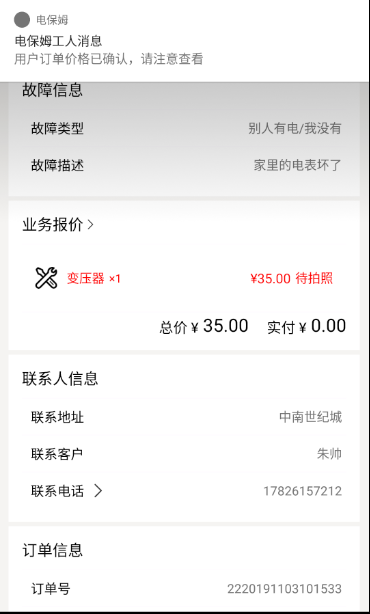 电保姆
电保姆工人消息
用户订单价格已确认，请注意查看
故障信息
故障类型 别人有电/我没有
故障描述 家里的电表坏了
业务报价
变压器 ×1 ¥35.00 待拍照
总价 ¥ 35.00 实付 ¥ 0.00
联系人信息
联系地址 中南世纪城
联系客户 朱帅
联系电话 17826157212
订单信息
订单号 2220191103101533